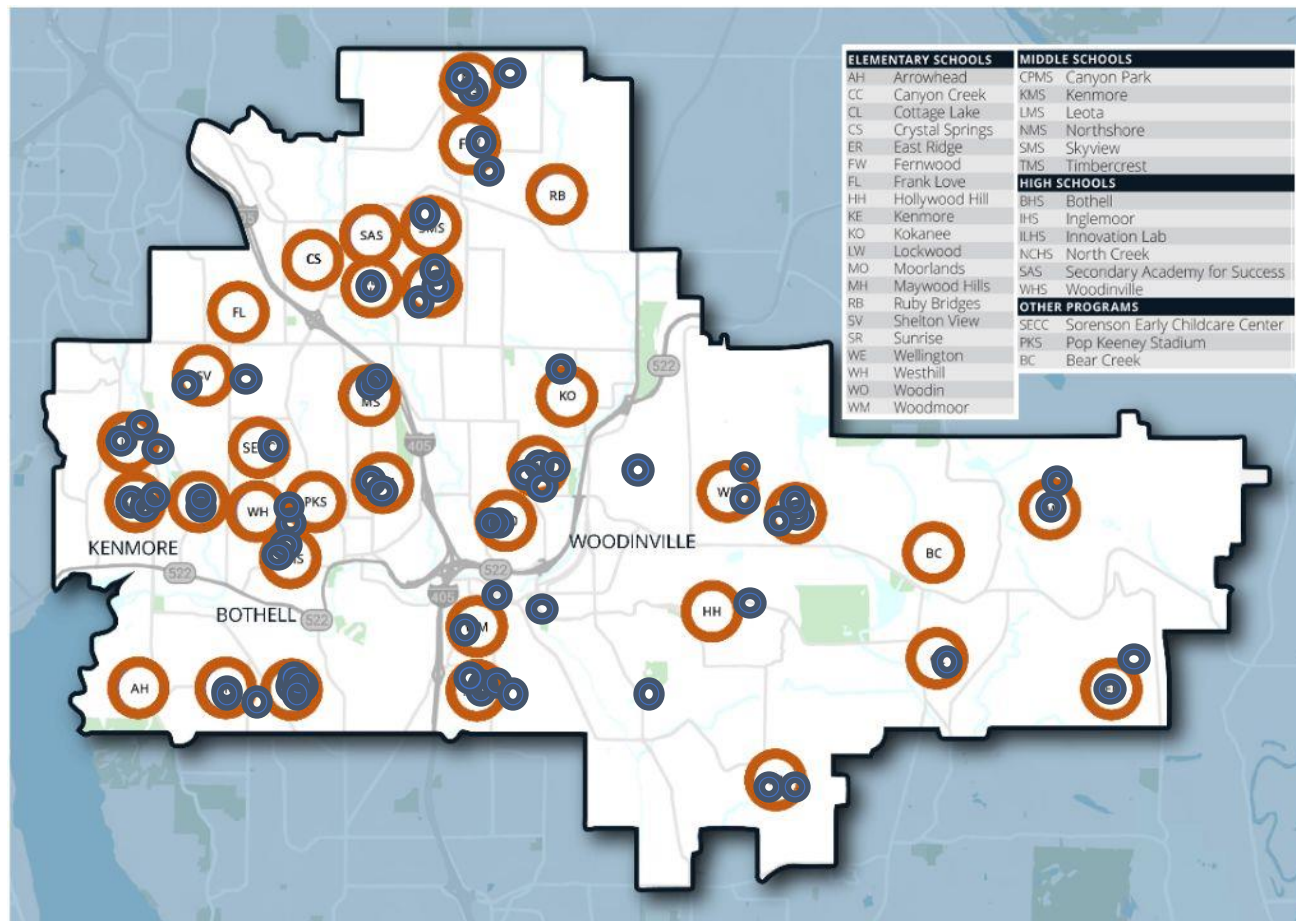 ELEMENTARY SCHOOLS
AH Arrowhead
CC Canyon Creek
CL Cottage Lake
CS Crystal Springs
ER East Ridge
FW Fernwood
FL Frank Love
HH Hollywood Hill
KE Kenmore
KO Kokanee
LW Lockwood
MO Moorlands
MH Maywood Hills
RB Ruby Bridges
SV Shelton View
SR Sunrise
WE Wellington
WH Westhill
WO Woodin
WM Woodmoor
MIDDLE SCHOOLS
CPMS Canyon Park
KMS Kenmore
LMS Leota
NMS Northshore
SMS Skyview
TMS Timbercrest
HIGH SCHOOLS
BHS Bothell
IHS Inglemoor
ILHS Innovation Lab
NCHS North Creek
SAS Secondary Academy for Success
WHS Woodinville
OTHER PROGRAMS
SECC Sorenson Early Childcare Center
PKS Pop Keeney Stadium
BC Bear Creek
RB
SAS
SMS
CS
FL
522
SV
MS
KO
405
SE
PKS
WH
BC
KENMORE
WOODINVILLE
522
522
405
BOTHELL
522
HH
AH